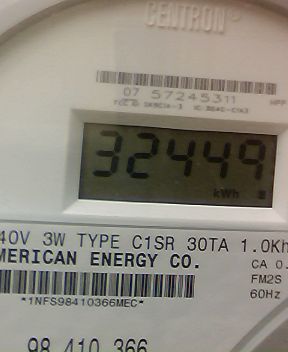 CENTRON®
07 57245311
HPP
32449
kWh
40V 3W TYPE C1SR 30TA 1.0Kh
MERICAN ENERGY CO.
CA 0.
FM2S
*1NFS98410366MEC*
60Hz
98 410 366